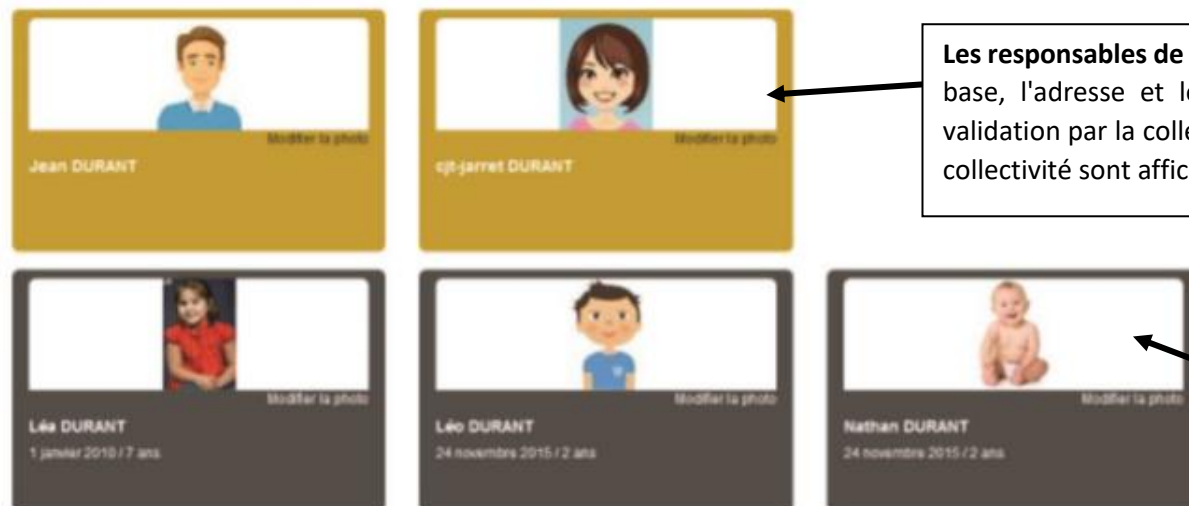 Modifier la photo
Jean DURANT
Modifier la photo
cjt-jarret DURANT
Les responsables de
base, l'adresse et
validation par la
collectivité sont
Modifier la photo
Léa DURANT
1 janvier 2010 / 7 ans
Modifier la photo
Léo DURANT
24 novembre 2015 / 2 ans
Modifier la photo
Nathan DURANT
24 novembre 2015 / 2 ans